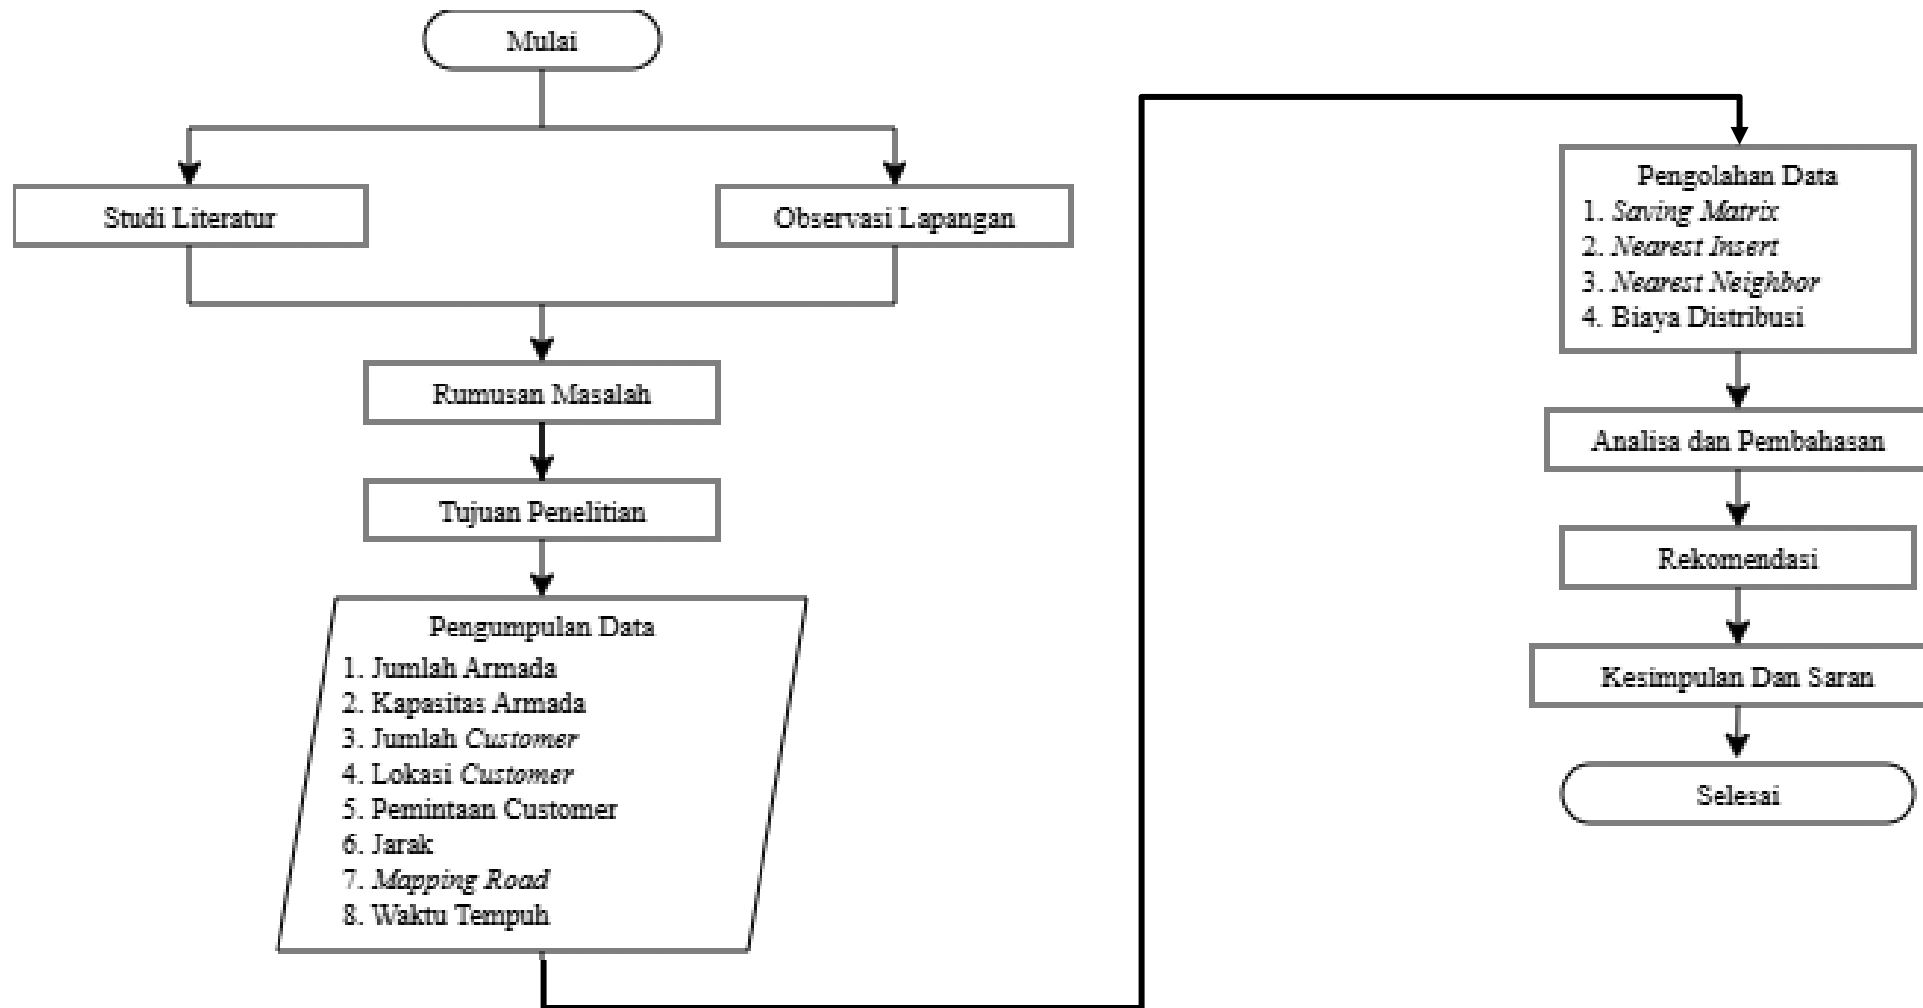 Mulai
Studi Literatur
Observasi Lapangan
Rumusan Masalah
Tujuan Penelitian
Pengumpulan Data
1. Jumlah Armada
2. Kapasitas Armada
3. Jumlah Customer
4. Lokasi Customer
5. Pemintaan Customer
6. Jarak
7. Mapping Road
8. Waktu Tempuh
Pengolahan Data
1. Saving Matrix
2. Nearest Insert
3. Nearest Neighbor
4. Biaya Distribusi
Analisa dan Pembahasan
Rekomendasi
Kesimpulan Dan Saran
Selesai